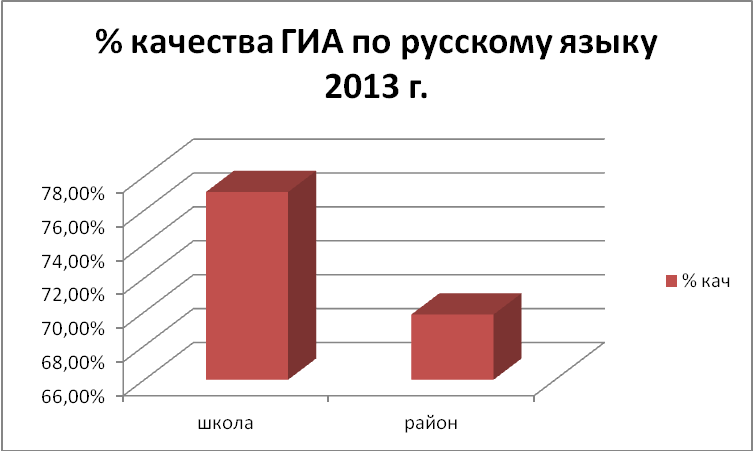 % качества ГИА по русскому языку
2013 г.
78,00%
76,00%
74,00%
72,00%
70,00%
68,00%
66,00%
школа
район
% кач